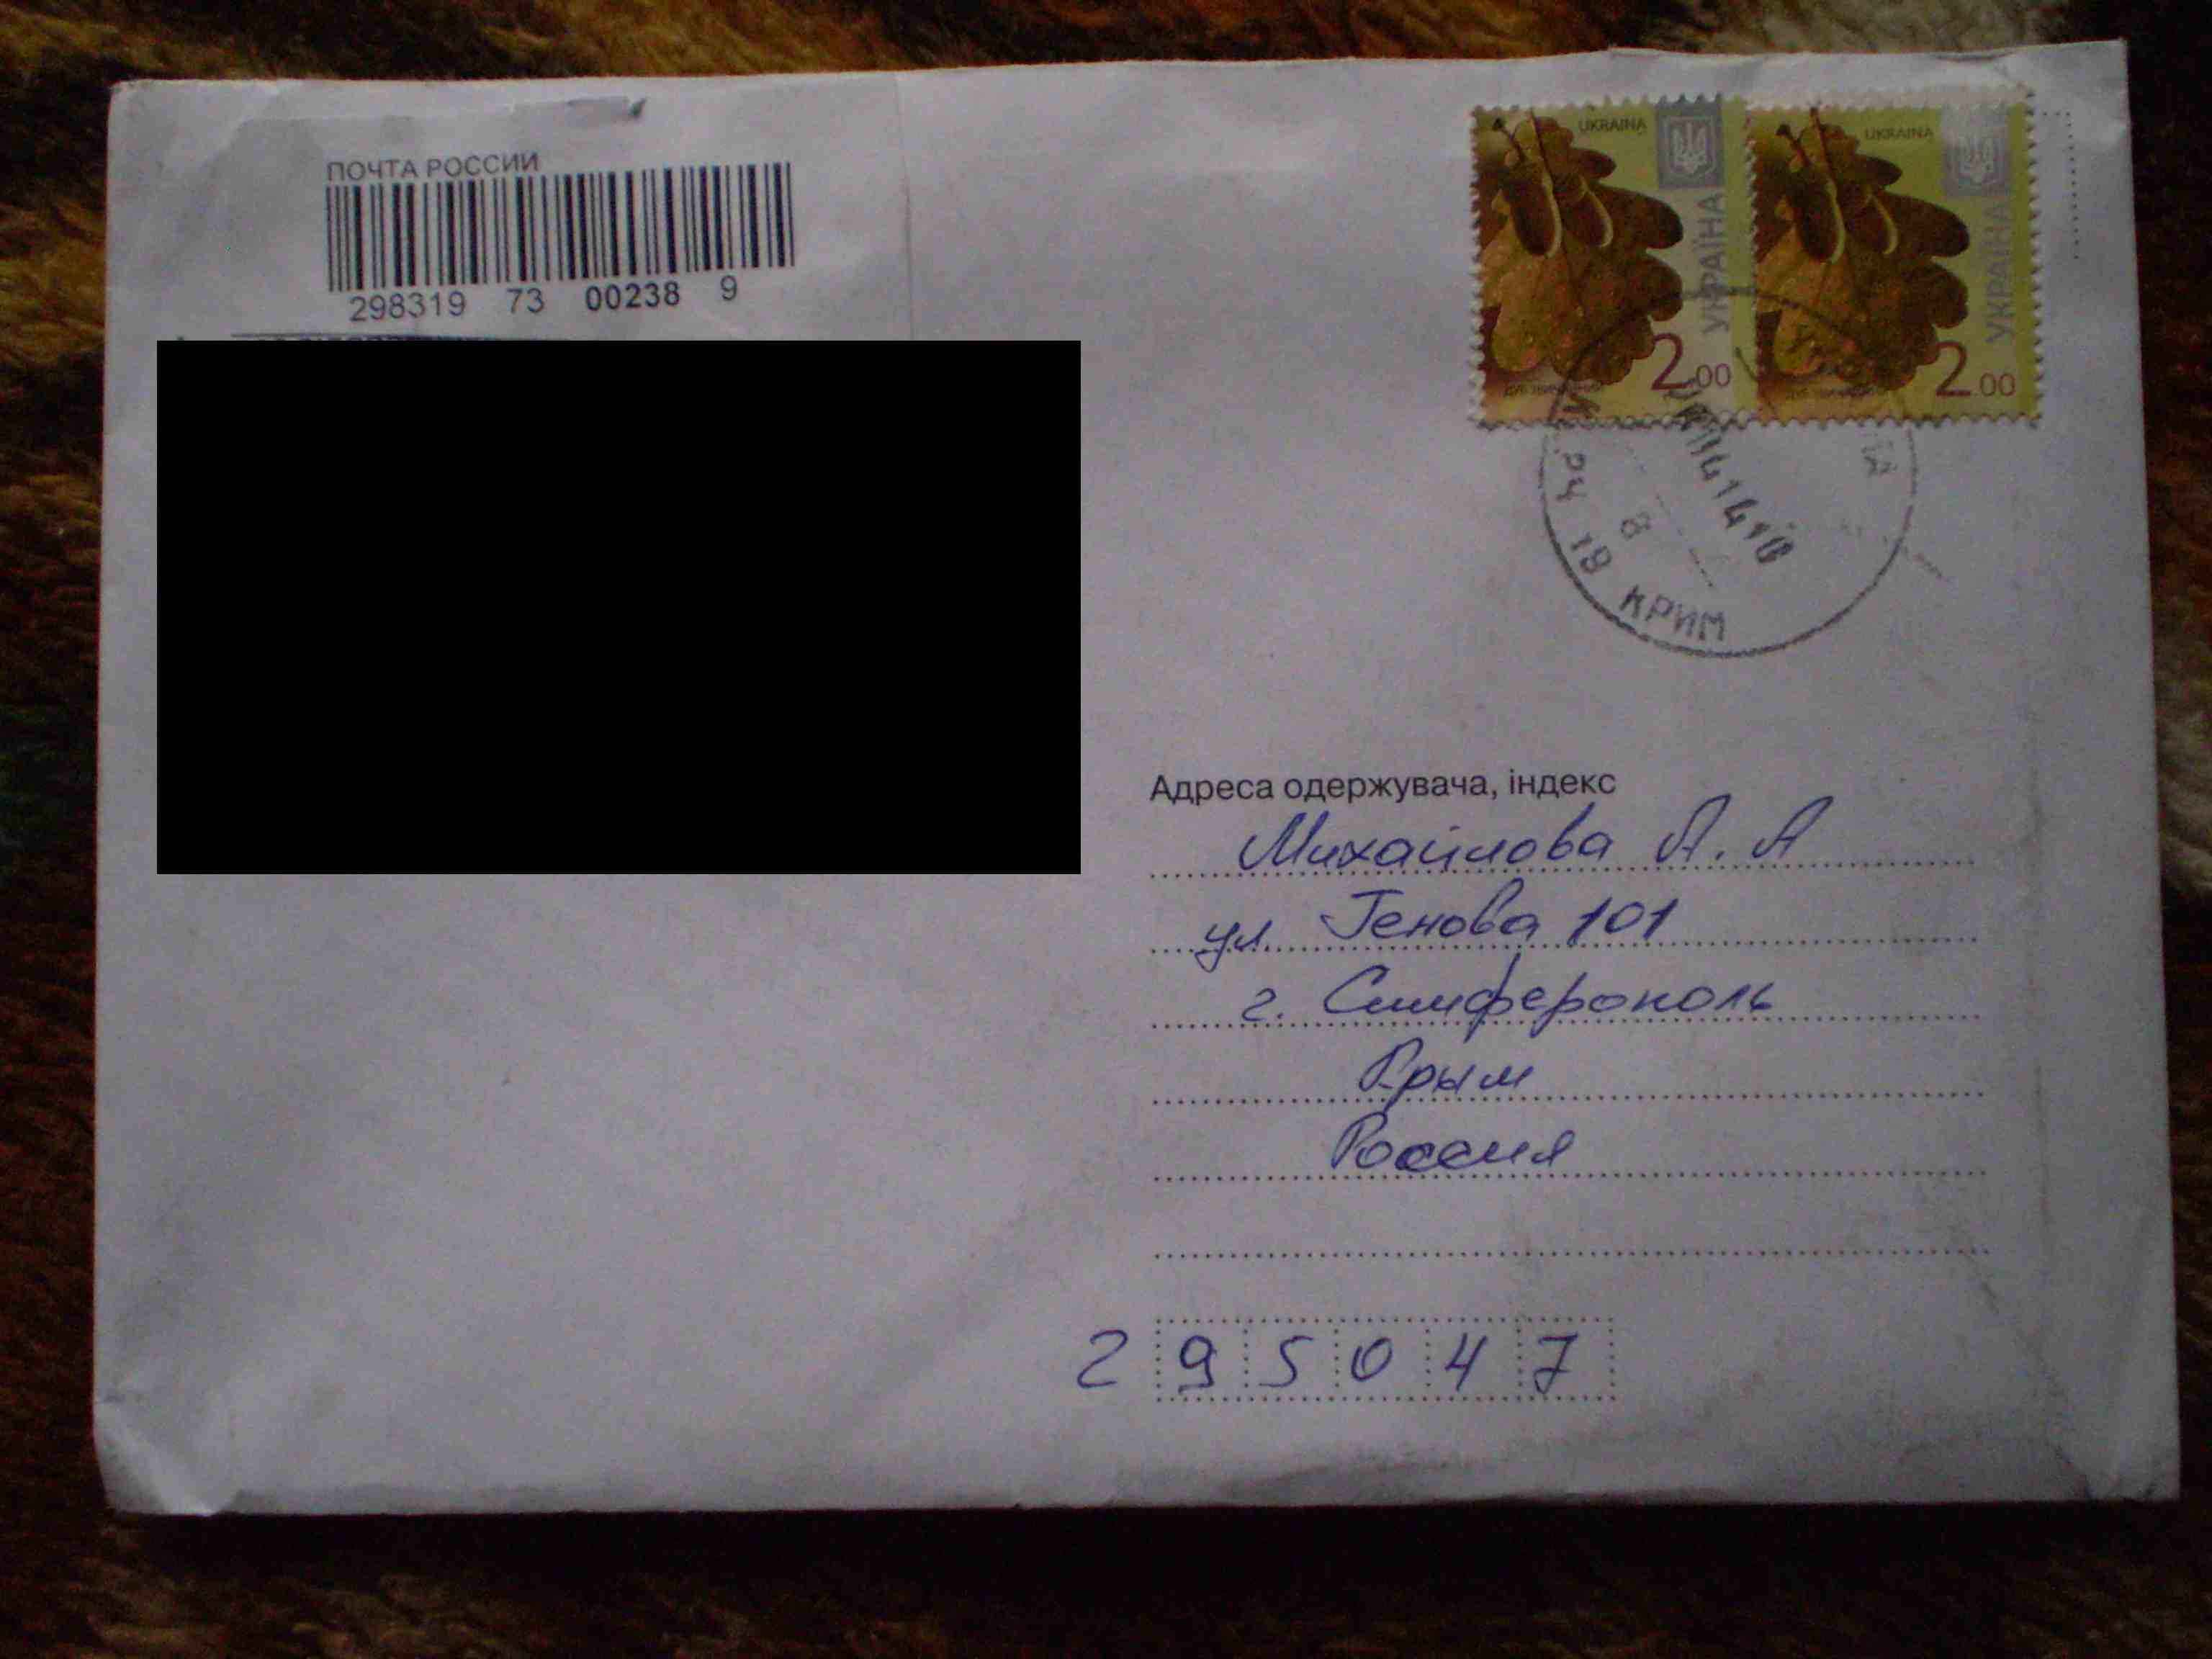 ПОЧТА РОССИИ
298319 73 00238 9
UKRAINA
УКРАЇНА
2.00
UKRAINA
УКРАЇНА
2.00
8
КРИМ
Адреса одержувача, індекс
Михайлова А. А
ул. Генова 101
г. Симферополь
Крым
Россия
295047